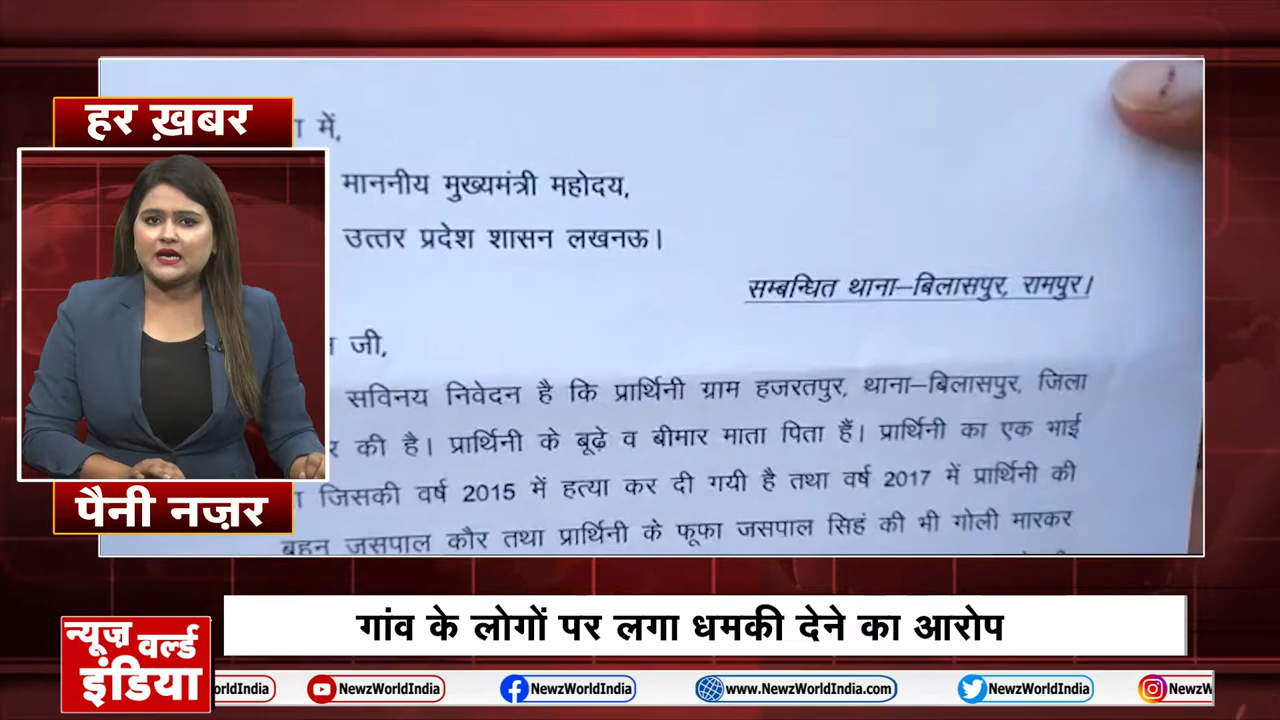 हर ख़बर
पैनी नज़र
में,
माननीय मुख्यमंत्री महोदय,
उत्तर प्रदेश शासन लखनऊ।
सम्बन्धित थाना–बिलासपुर, रामपुर।
जी,
सविनय निवेदन है कि प्रार्थिनी ग्राम हजरतपुर, थाना–बिलासपुर, जिला
की है। प्रार्थिनी के बूढ़े व बीमार माता पिता हैं। प्रार्थिनी का एक भाई
जिसकी वर्ष 2015 में हत्या कर दी गयी है तथा वर्ष 2017 में प्रार्थिनी की
बहन जसपाल कौर तथा प्रार्थिनी के फूफा जसपाल सिहं की भी गोली मारकर
गांव के लोगों पर लगा धमकी देने का आरोप
न्यूज़ वर्ल्ड
इंडिया
orldIndia NewzWorldIndia NewzWorldIndia www.NewzWorldIndia.com NewzWorldIndia NewzW